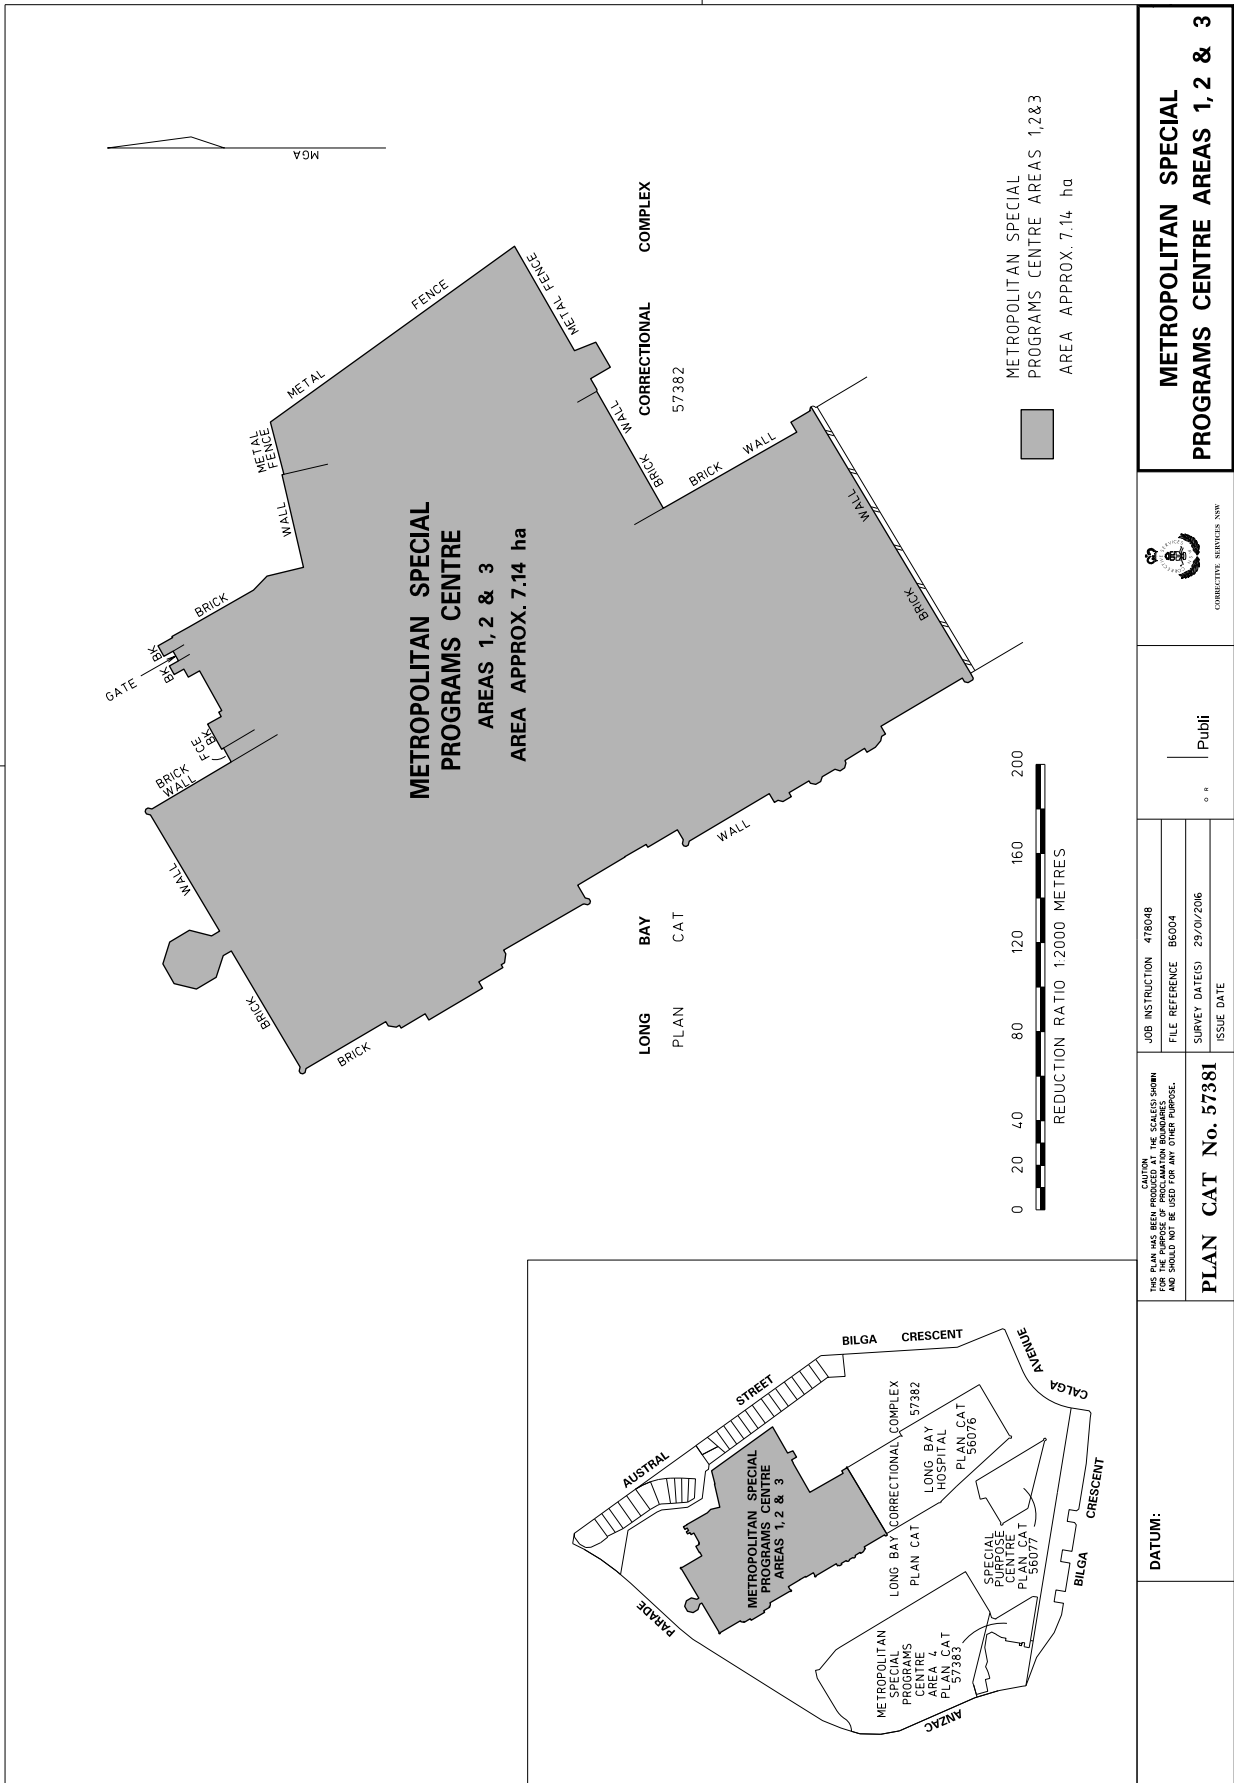 MGA
METROPOLITAN SPECIAL
PROGRAMS CENTRE
AREAS 1, 2 & 3
AREA APPROX. 7.14 ha
BRICK
WALL
BRICK
WALL
FCE
BK
GATE
BK
BK
BRICK
WALL
METAL
FENCE
METAL
FENCE
METAL FENCE
WALL
BRICK
BRICK
WALL
WALL
BRICK
WALL
BRICK
LONG BAY CORRECTIONAL COMPLEX
PLAN CAT 57382
METROPOLITAN SPECIAL
PROGRAMS CENTRE AREAS 1,2&3
AREA APPROX. 7.14 ha
0 20 40 80 120 160 200
REDUCTION RATIO 1:2000 METRES
AUSTRAL
STREET
BILGA CRESCENT
AVENUE
CALGA
BILGA
CRESCENT
ANZAC
PARADE
METROPOLITAN SPECIAL
PROGRAMS CENTRE
AREAS 1, 2 & 3
LONG BAY CORRECTIONAL COMPLEX
PLAN CAT 57382
LONG BAY
HOSPITAL
PLAN CAT
56076
SPECIAL
PURPOSE
CENTRE
PLAN CAT
56077
METROPOLITAN
SPECIAL
PROGRAMS
CENTRE
AREA 4
PLAN CAT
57383
DATUM:
CAUTION
THIS PLAN HAS BEEN PRODUCED AT THE SCALE(S) SHOWN
FOR THE PURPOSE OF PROCLAMATION BOUNDARIES
AND SHOULD NOT BE USED FOR ANY OTHER PURPOSE.
PLAN CAT No. 57381
JOB INSTRUCTION 478048
FILE REFERENCE B6004
SURVEY DATE(S) 29/01/2016
ISSUE DATE
O R
Publi
CORRECTIVE SERVICES NSW
METROPOLITAN SPECIAL
PROGRAMS CENTRE AREAS 1, 2 & 3